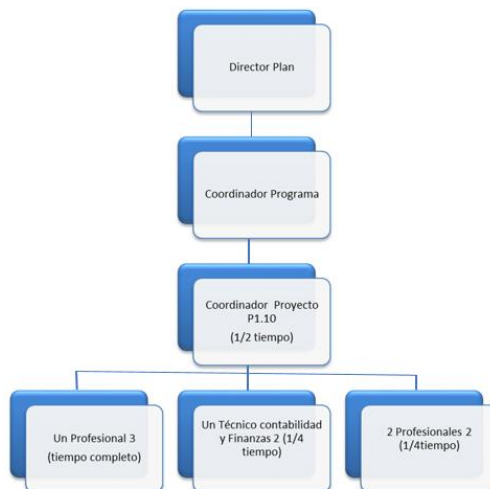 Director Plan
Coordinador Programa
Coordinador Proyecto
P1.10
(1/2 tiempo)
Un Profesional 3
(tiempo completo)
Un Técnico contabilidad
y Finanzas 2 (1/4
tiempo)
2 Profesionales 2
(1/4tiempo)